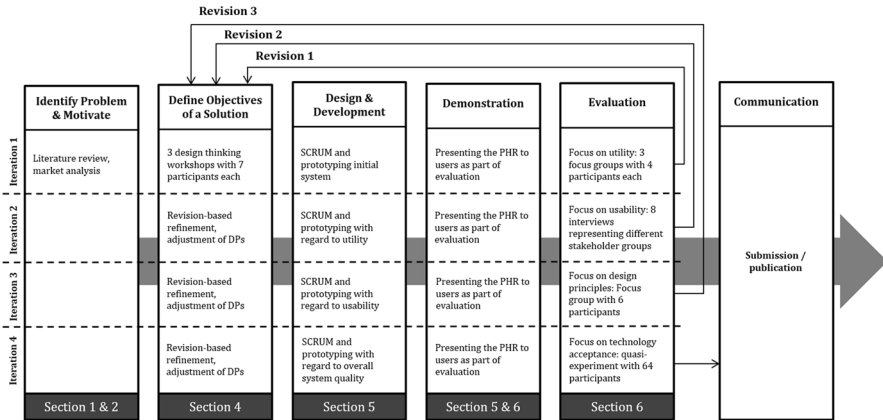 Revision 3
Revision 2
Revision 1
Identify Problem
& Motivate
Define Objectives
of a Solution
Design &
Development
Demonstration
Evaluation
Communication
Iteration 1
Literature review,
market analysis
3 design thinking
workshops with 7
participants each
SCRUM and
prototyping initial
system
Presenting the PHR to
users as part of
evaluation
Focus on utility: 3
focus groups with 4
participants each
Iteration 2
Revision-based
refinement,
adjustment of DPs
SCRUM and
prototyping with
regard to utility
Presenting the PHR to
users as part of
evaluation
Focus on usability: 8
interviews
representing different
stakeholder groups
Iteration 3
Revision-based
refinement,
adjustment of DPs
SCRUM and
prototyping with
regard to usability
Presenting the PHR to
users as part of
evaluation
Focus on design
principles: Focus
group with 6
participants
Iteration 4
Revision-based
refinement,
adjustment of DPs
SCRUM and
prototyping with
regard to overall
system quality
Presenting the PHR to
users as part of
evaluation
Focus on technology
acceptance: quasi-
experiment with 64
participants
Submission /
publication
Section 1 & 2
Section 4
Section 5
Section 5 & 6
Section 6